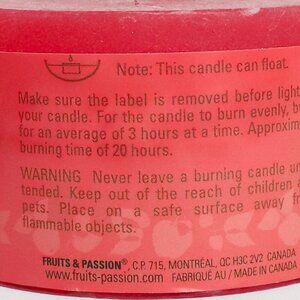 Note: This candle can float.
Make sure the label is removed before light
your candle. For the candle to burn evenly, b
for an average of 3 hours at a time. Approxim
burning time of 20 hours.
WARNING Never leave a burning candle un
tended. Keep out of the reach of children
pets. Place on a safe surface away f
flammable objects.
FRUITS & PASSION® C.P. 715, MONTRÉAL, QC H3C 2V2 CANADA
www.fruits-passion.com FABRIQUÉ AU / MADE IN CANADA